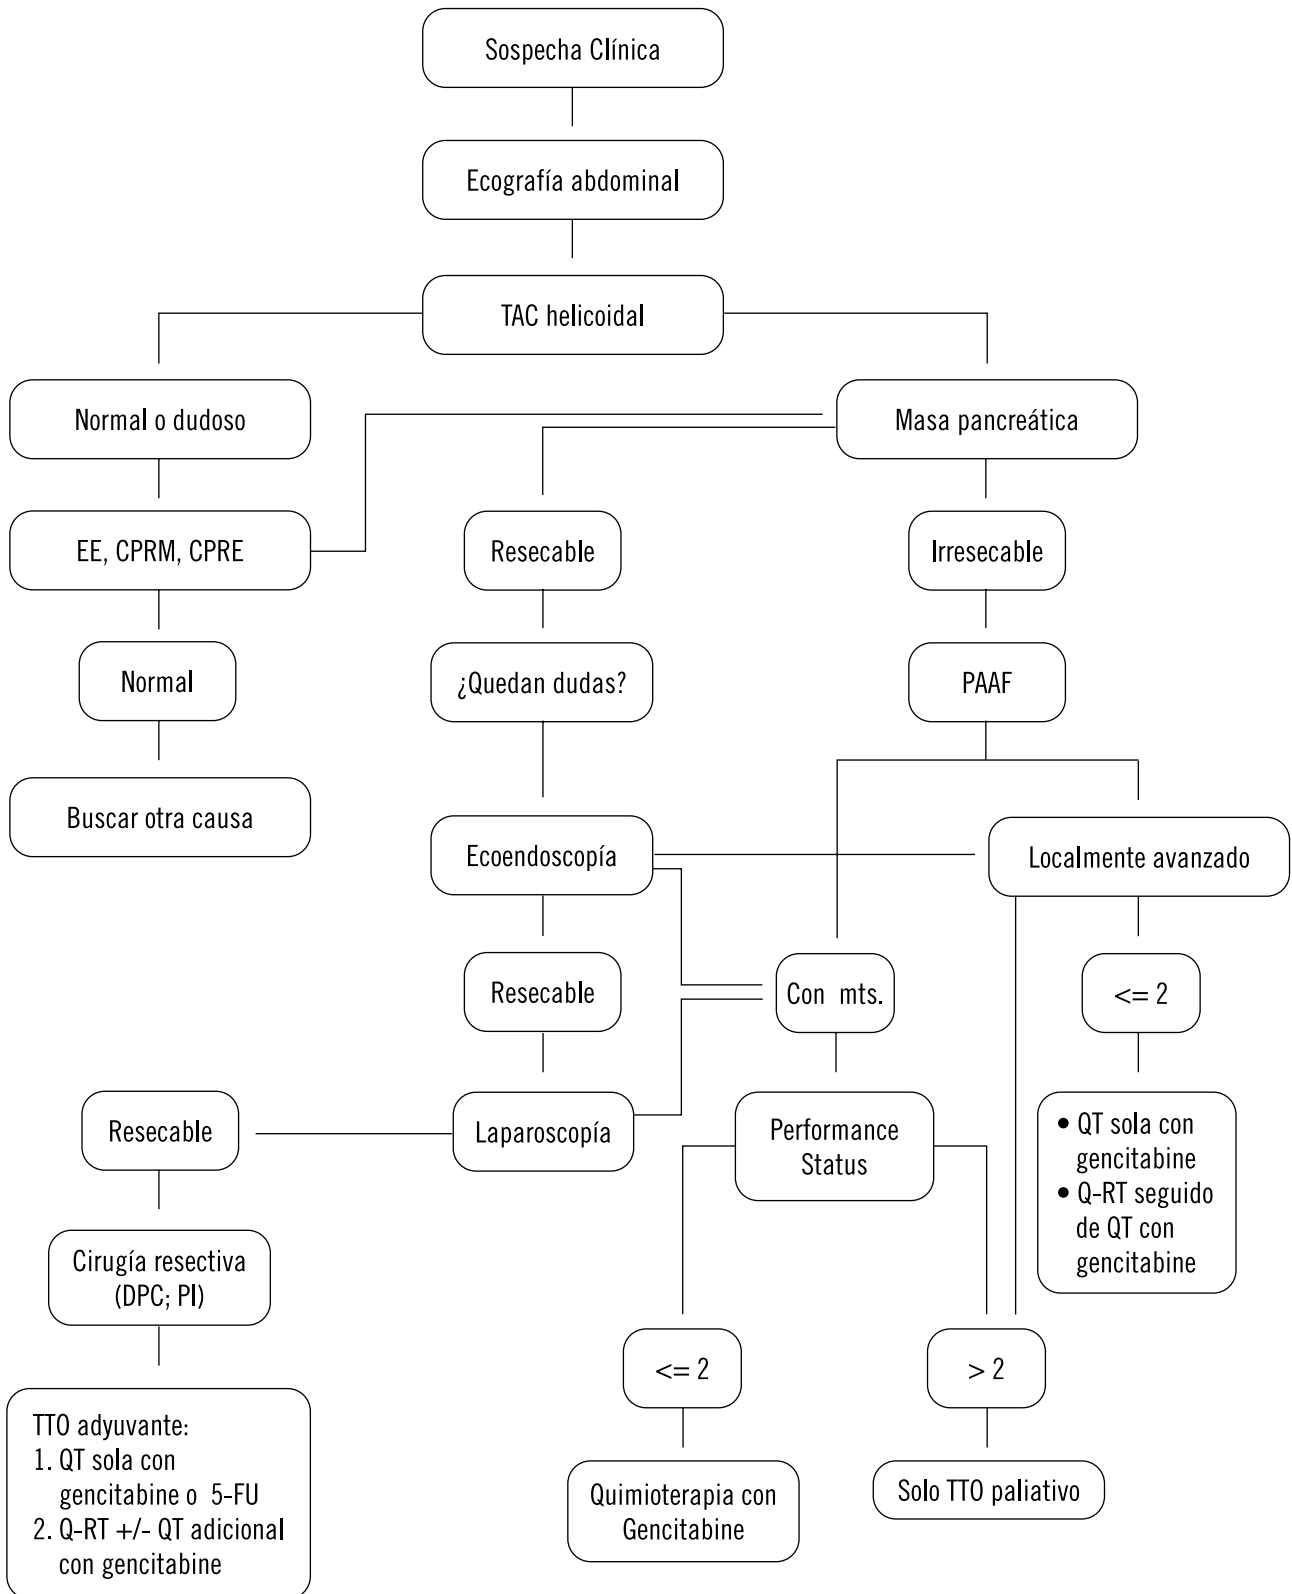 Sospecha Clínica
Ecografía abdominal
TAC helicoidal
Normal o dudoso
Masa pancreática
EE, CPRM, CPRE
Resecable
Irresecable
Normal
¿Quedan dudas?
PAAF
Buscar otra causa
Ecoendoscopía
Localmente avanzado
Resecable
Con mts.
<= 2
Resecable
Laparoscopía
Performance
Status
• QT sola con
gencitabine
• Q-RT seguido
de QT con
gencitabine
Cirugía resectiva
(DPC; PI)
<= 2
> 2
TTO adyuvante:
1. QT sola con
gencitabine o 5-FU
2. Q-RT +/- QT adicional
con gencitabine
Quimioterapia con
Gencitabine
Solo TTO paliativo